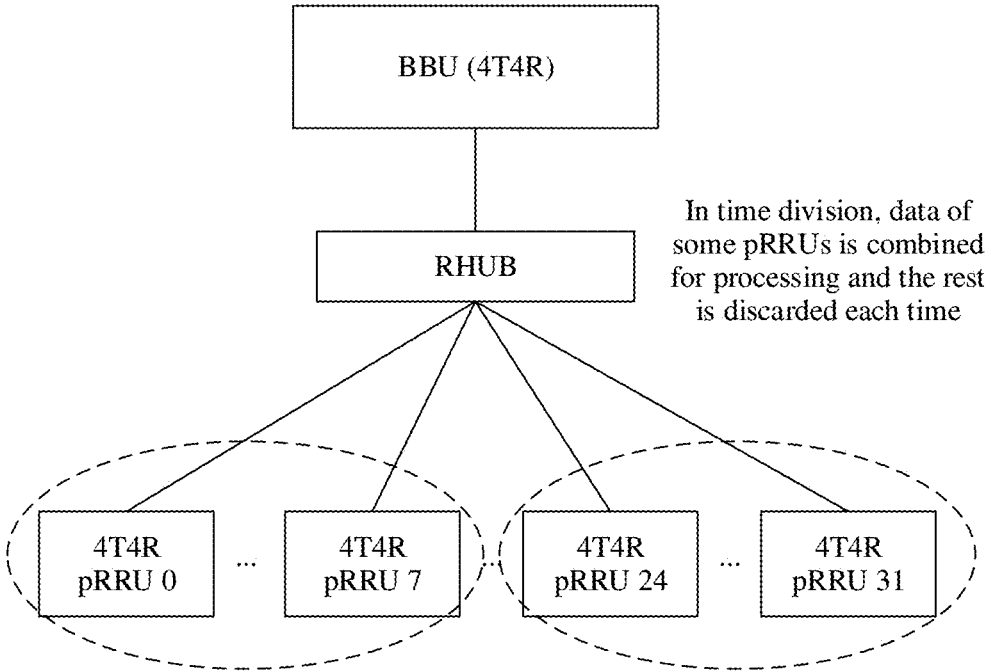 BBU (4T4R)
RHUB
In time division, data of
some pRRUs is combined
for processing and the rest
is discarded each time
4T4R
pRRU 0
...
4T4R
pRRU 7
...
4T4R
pRRU 24
...
4T4R
pRRU 31